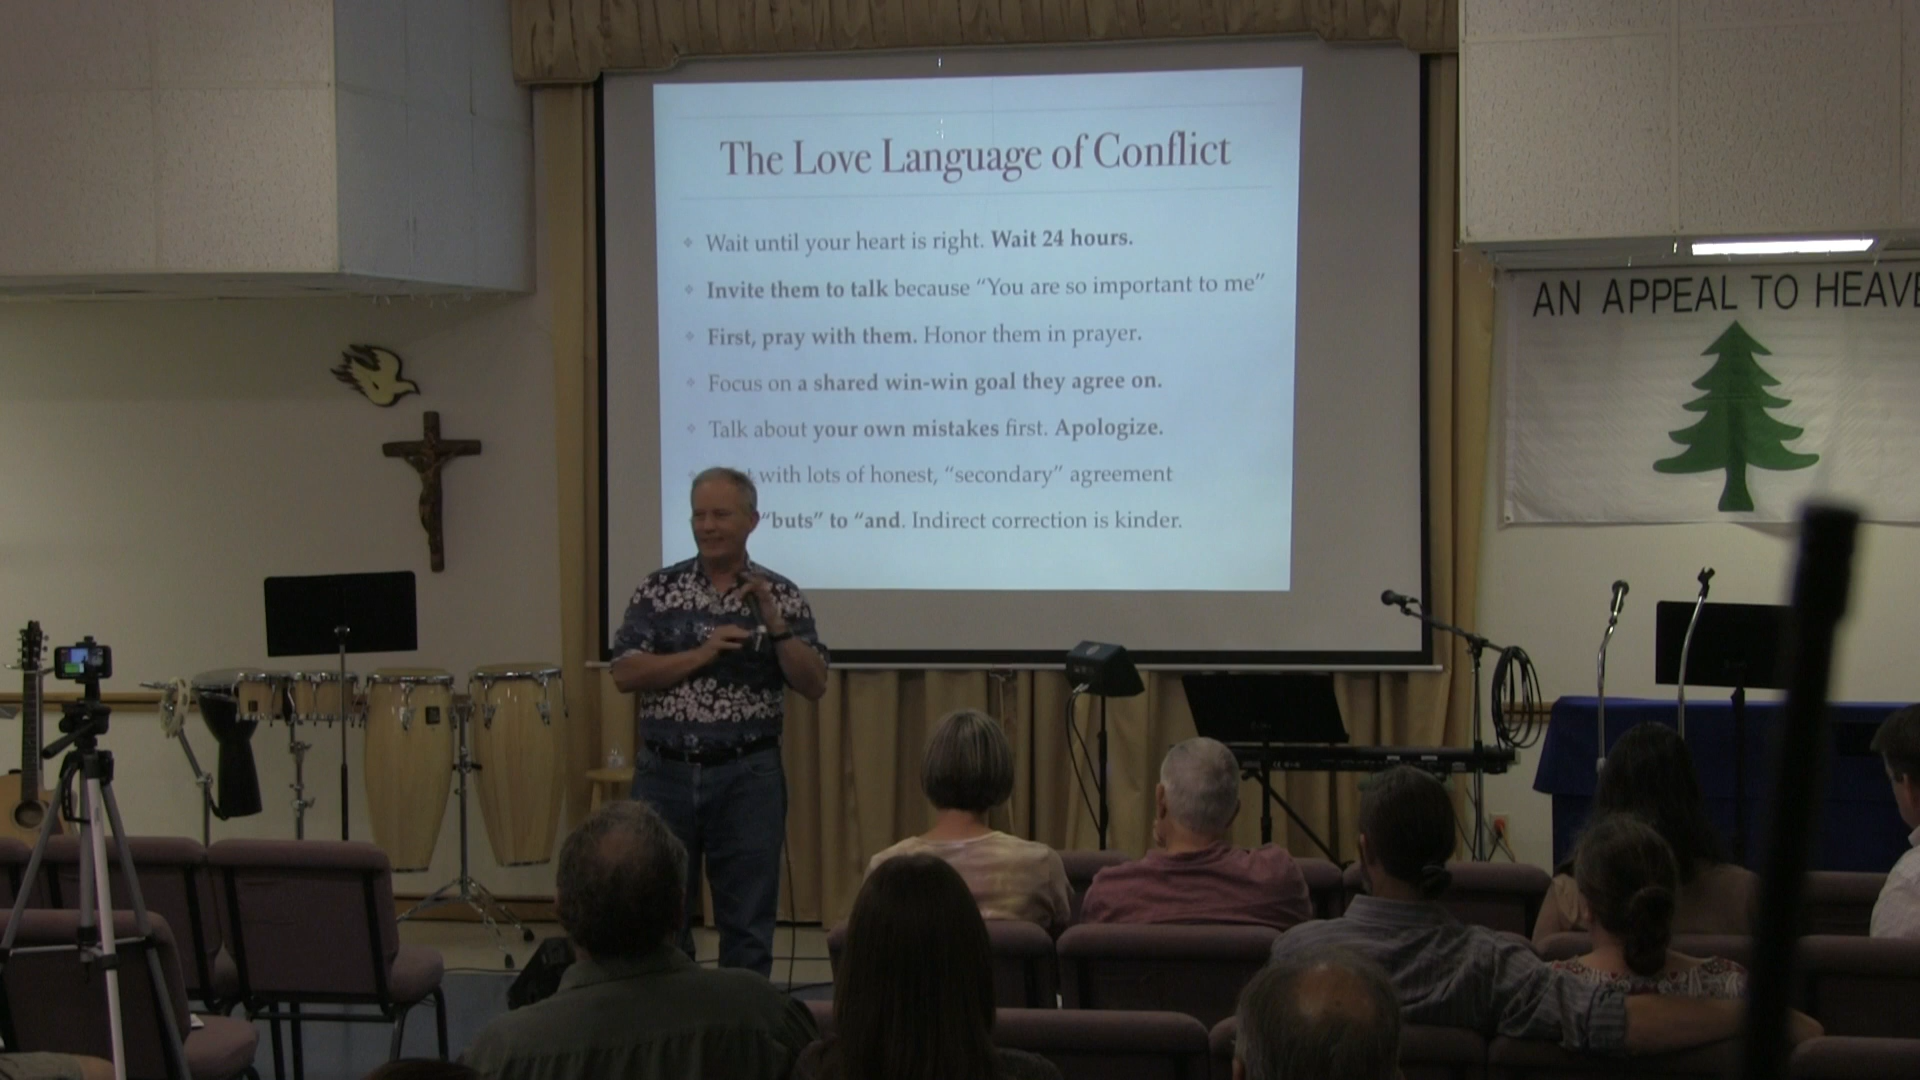 The Love Language of Conflict
Wait until your heart is right. Wait 24 hours.
Invite them to talk because “You are so important to me”
First, pray with them. Honor them in prayer.
Focus on a shared win-win goal they agree on.
Talk about your own mistakes first. Apologize.
with lots of honest, “secondary” agreement
“buts” to “and. Indirect correction is kinder.
AN APPEAL TO HEAVE